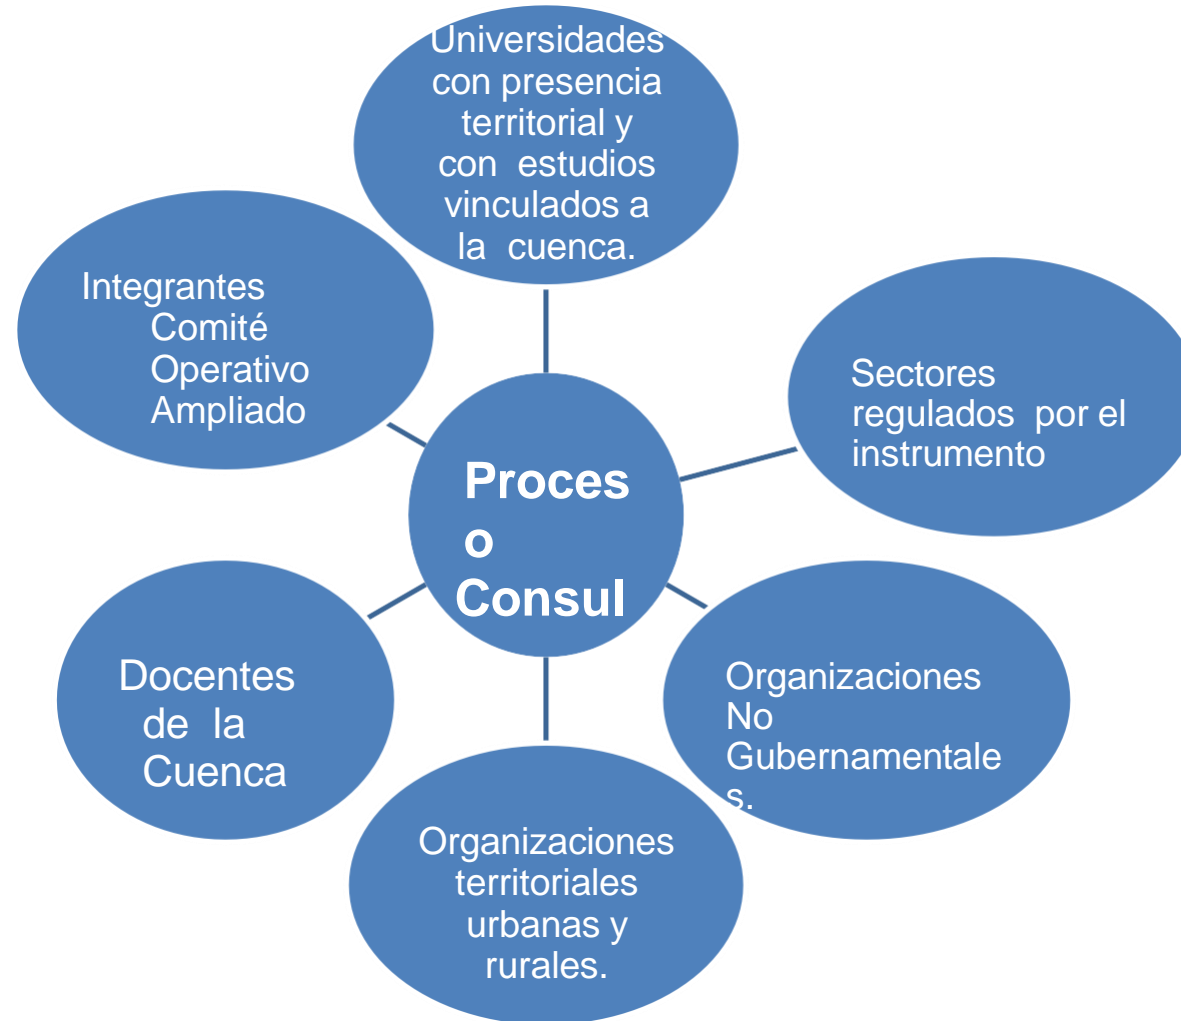 Universidades
con presencia
territorial y
con estudios
vinculados a
la cuenca.
Integrantes
Comité
Operativo
Ampliado
Sectores
regulados por el
instrumento
Proces
o
Consul
Docentes
de la
Cuenca
Organizaciones
No
Gubernamentale
s.
Organizaciones
territoriales
urbanas y
rurales.